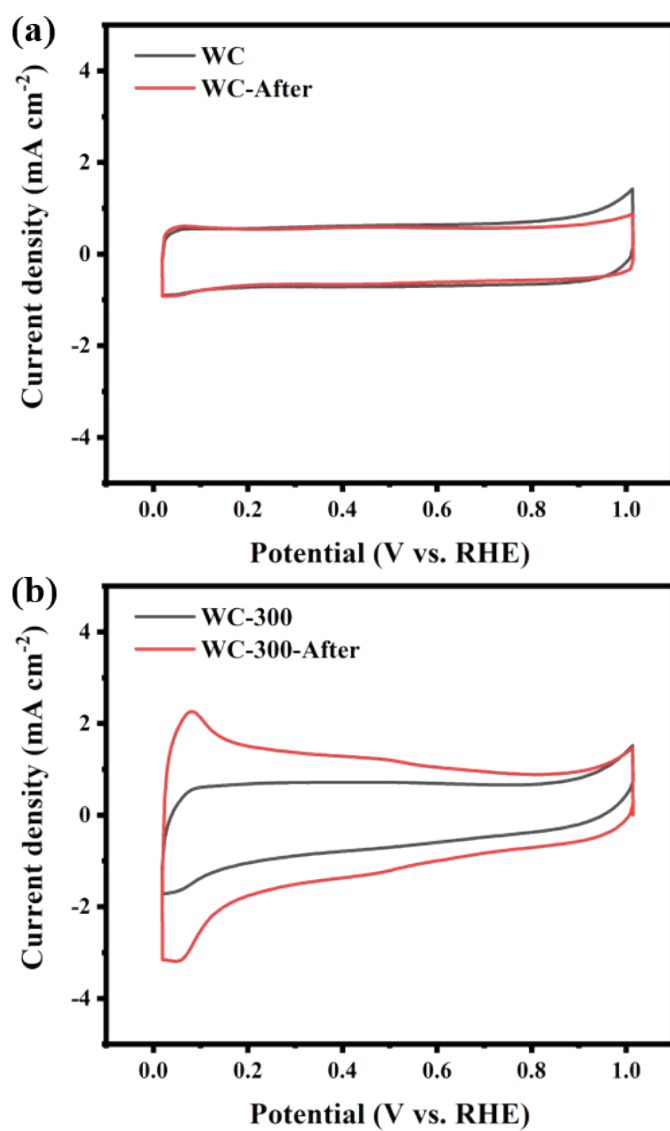 (a)
WC
WC-After
4
2
0
-2
-4
Current density (mA cm⁻²)
0.0 0.2 0.4 0.6 0.8 1.0
Potential (V vs. RHE)
(b)
WC-300
WC-300-After
4
2
0
-2
-4
Current density (mA cm⁻²)
0.0 0.2 0.4 0.6 0.8 1.0
Potential (V vs. RHE)